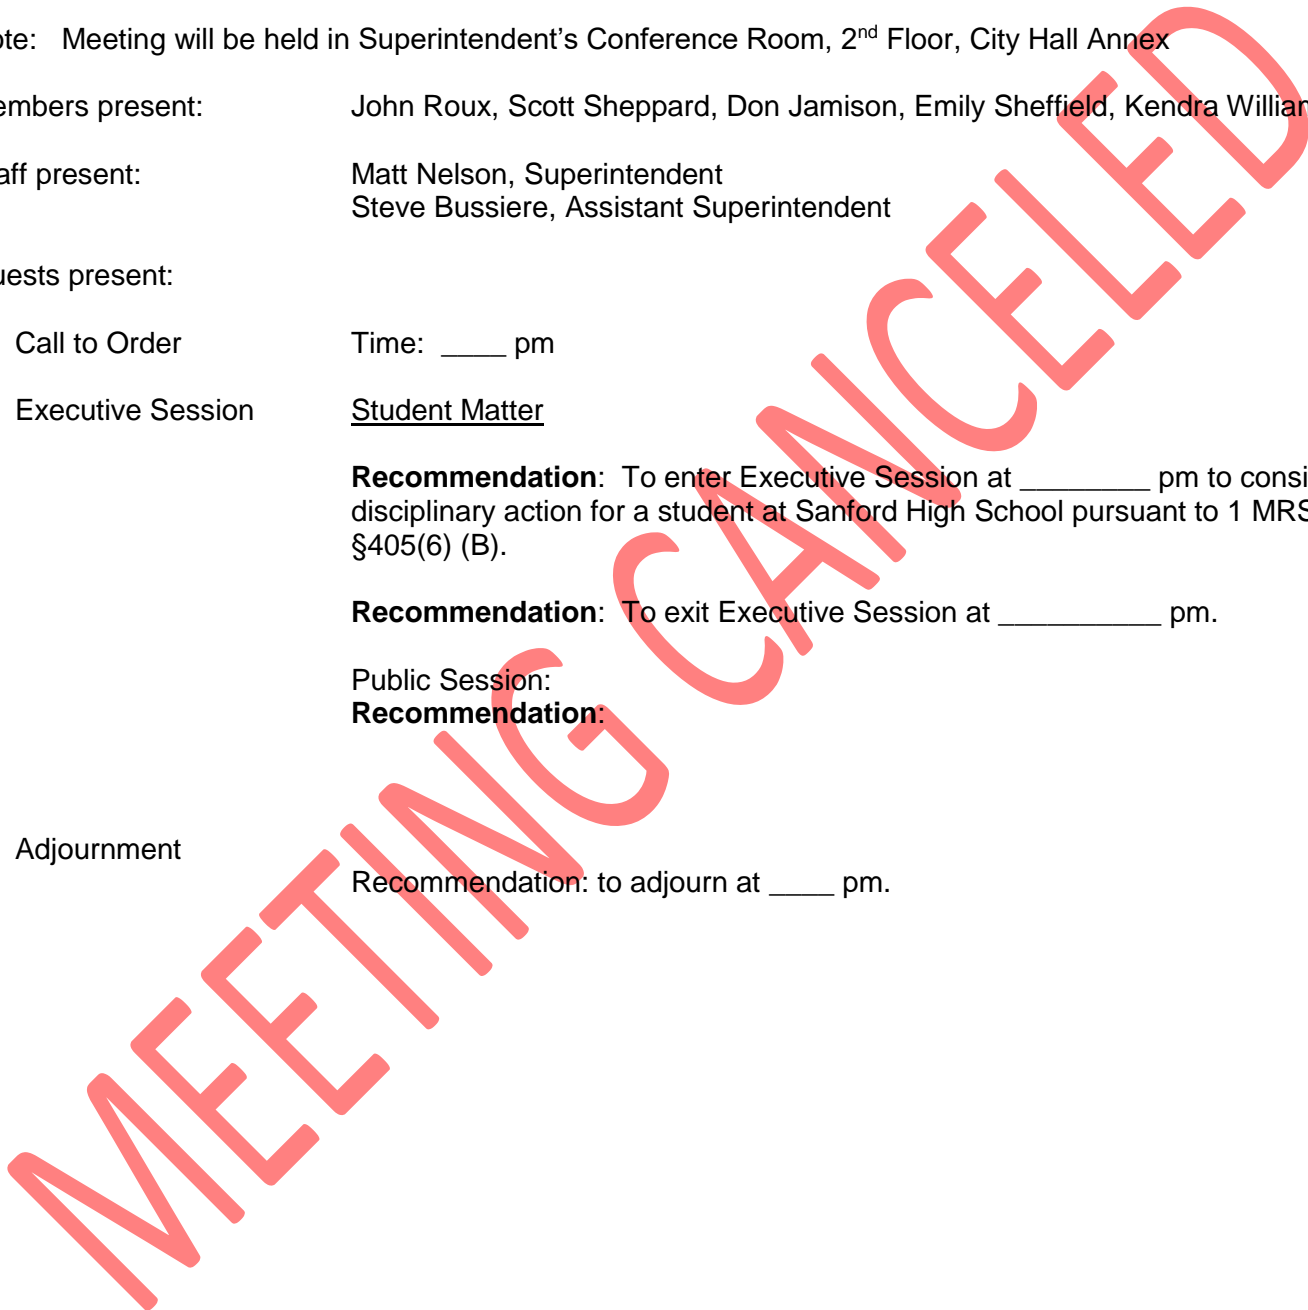 ote: Meeting will be held in Superintendent's Conference Room, 2nd Floor, City Hall Annex
embers present: John Roux, Scott Sheppard, Don Jamison, Emily Sheffield, Kendra William
aff present: Matt Nelson, Superintendent
Steve Bussiere, Assistant Superintendent
uests present:
Call to Order Time: ____ pm
Executive Session Student Matter
Recommendation: To enter Executive Session at ________ pm to consi
disciplinary action for a student at Sanford High School pursuant to 1 MRS
§405(6) (B).
Recommendation: To exit Executive Session at __________ pm.
Public Session:
Recommendation:
Adjournment
Recommendation: to adjourn at ____ pm.
MEETING CANCELED